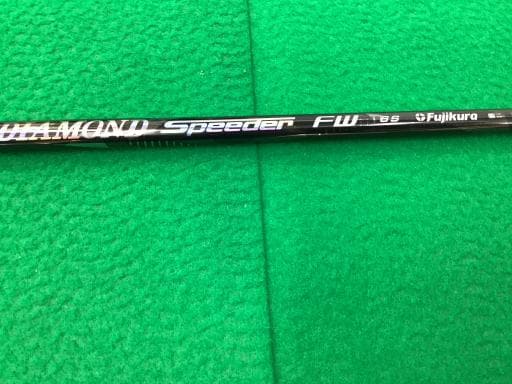 DIAMOND Speeder FW 6S Fujikura